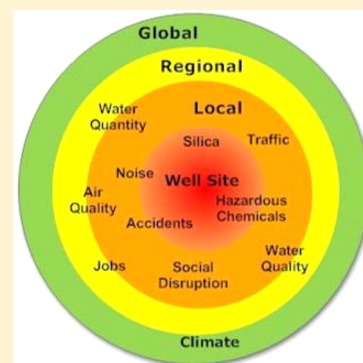 Global
Regional
Water
Quantity
Local
Silica
Traffic
Noise
Well Site
Air
Quality
Hazardous
Chemicals
Accidents
Jobs
Social
Disruption
Water
Quality
Climate